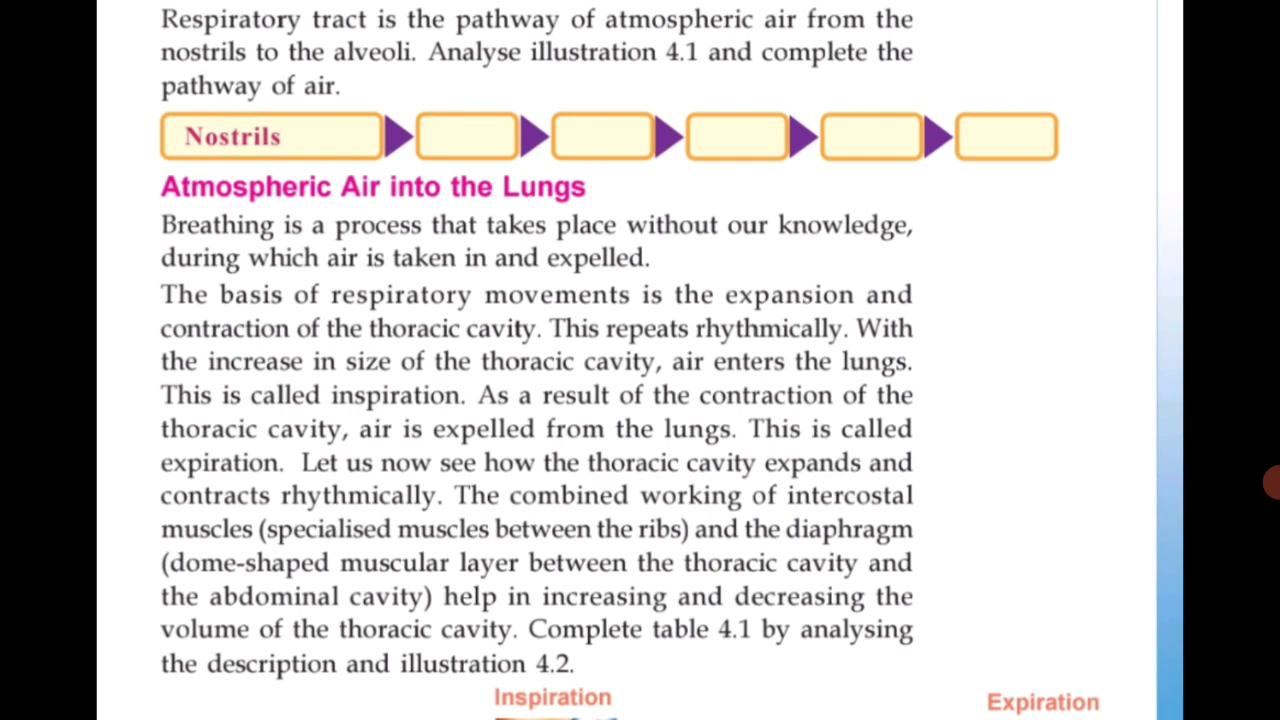 Respiratory tract is the pathway of atmospheric air from the
nostrils to the alveoli. Analyse illustration 4.1 and complete the
pathway of air.
Nostrils
Atmospheric Air into the Lungs
Breathing is a process that takes place without our knowledge,
during which air is taken in and expelled.
The basis of respiratory movements is the expansion and
contraction of the thoracic cavity. This repeats rhythmically. With
the increase in size of the thoracic cavity, air enters the lungs.
This is called inspiration. As a result of the contraction of the
thoracic cavity, air is expelled from the lungs. This is called
expiration. Let us now see how the thoracic cavity expands and
contracts rhythmically. The combined working of intercostal
muscles (specialised muscles between the ribs) and the diaphragm
(dome-shaped muscular layer between the thoracic cavity and
the abdominal cavity) help in increasing and decreasing the
volume of the thoracic cavity. Complete table 4.1 by analysing
the description and illustration 4.2.
Inspiration
Expiration